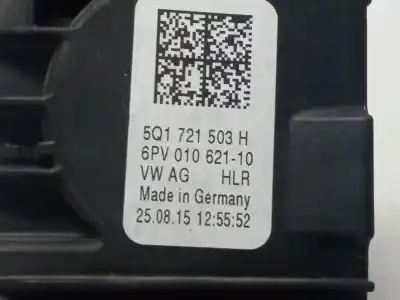 5Q1 721 503 H
6PV 010 621-10
VW AG HLR
Made in Germany
25.08.15 12:55:52